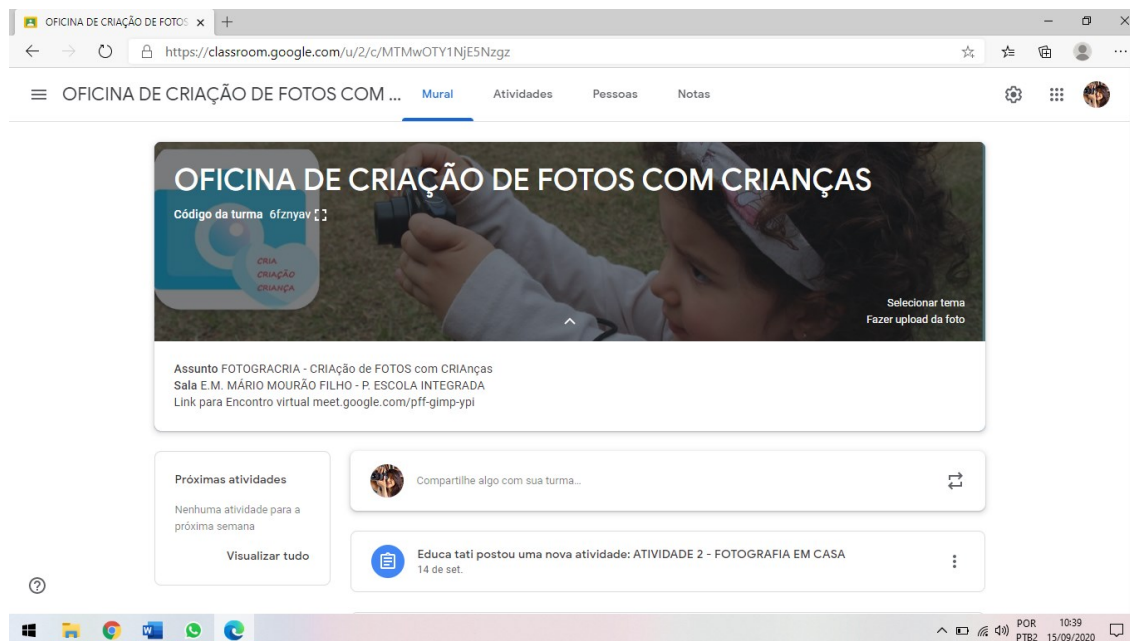 OFICINA DE CRIAÇÃO DE FOTOS
https://classroom.google.com/u/2/c/MTMwOTY1NjE5Nzgz
OFICINA DE CRIAÇÃO DE FOTOS COM ...
Mural
Atividades
Pessoas
Notas
OFICINA DE CRIAÇÃO DE FOTOS COM CRIANÇAS
Código da turma 6fznyav
CRIA
CRIAÇÃO
CRIANÇA
Selecionar tema
Fazer upload da foto
Assunto FOTOGRACRIA - CRIAção de FOTOS com CRIAnças
Sala E.M. MÁRIO MOURÃO FILHO - P. ESCOLA INTEGRADA
Link para Encontro virtual meet.google.com/pff-gimp-ypi
Próximas atividades
Nenhuma atividade para a
próxima semana
Visualizar tudo
Compartilhe algo com sua turma...
Educa tati postou uma nova atividade: ATIVIDADE 2 - FOTOGRAFIA EM CASA
14 de set.
POR
PTB2
10:39
15/09/2020